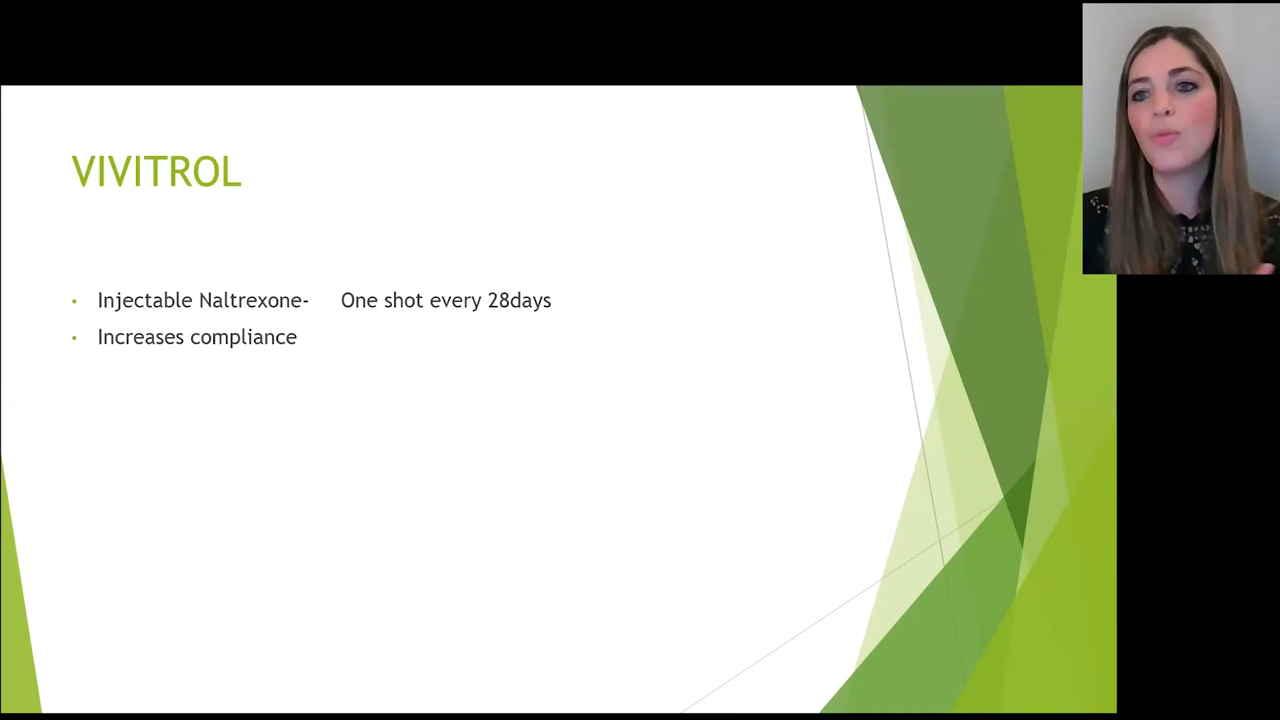 VIVITROL
• Injectable Naltrexone- One shot every 28days
• Increases compliance